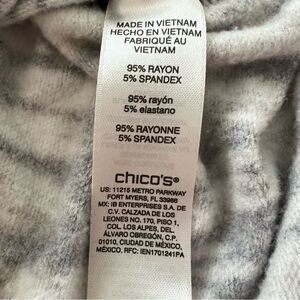 MADE IN VIETNAM
HECHO EN VIETNAM
FABRIQUÉ AU
VIETNAM
95% RAYON
5% SPANDEX
95% rayón
5% elastano
95% RAYONNE
5% SPANDEX
chico's®
US: 11215 METRO PARKWAY
FORT MYERS, FL 33966
MX: IB ENTERPRISES S.A. DE
C.V. CALZADA DE LOS
LEONES NO. 170, PISO 1,
COL. LOS ALPES, DEL.
ÁLVARO OBREGÓN, C.P.
01010, CIUDAD DE MÉXICO,
MÉXICO. RFC: IEN1701241PA